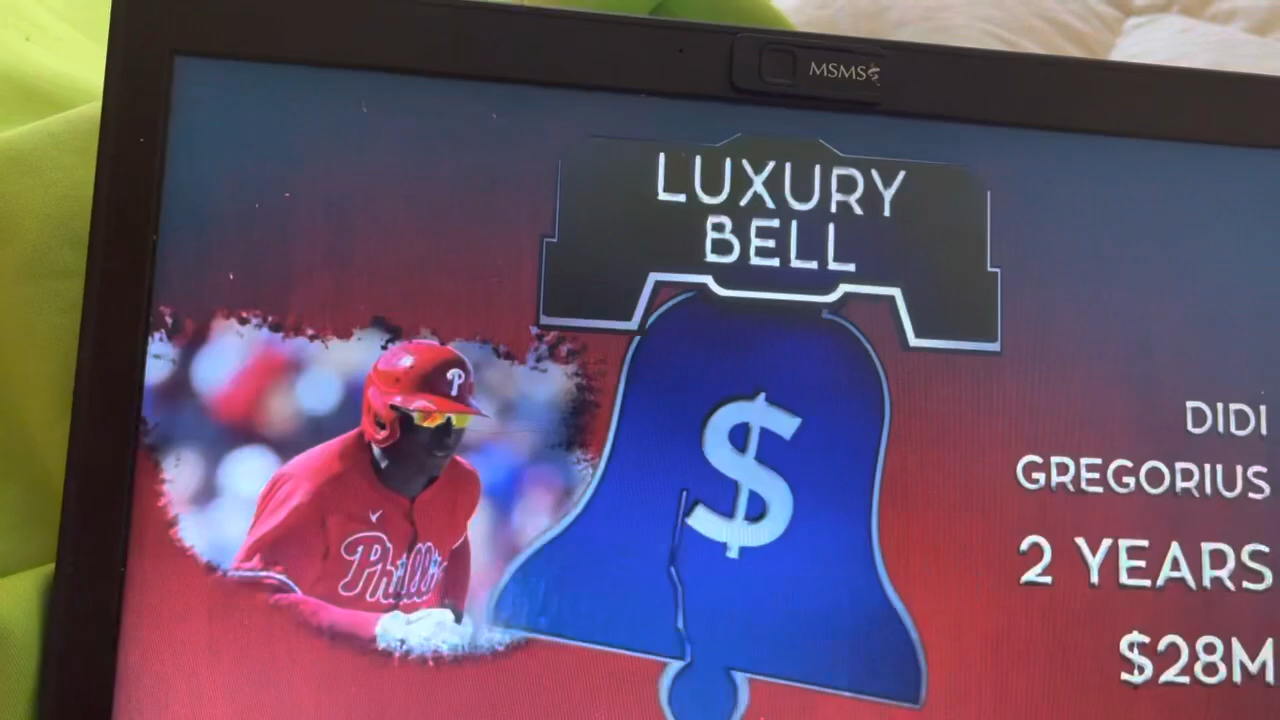 MSMS
LUXURY
BELL
P
$
DIDI
GREGORIUS
Phillies
2 YEARS
$28M